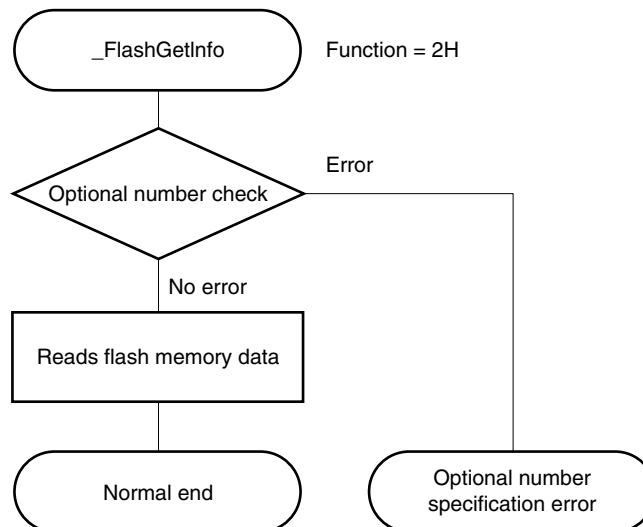 _FlashGetInfo
Function = 2H
Optional number check
Error
No error
Reads flash memory data
Normal end
Optional number
specification error